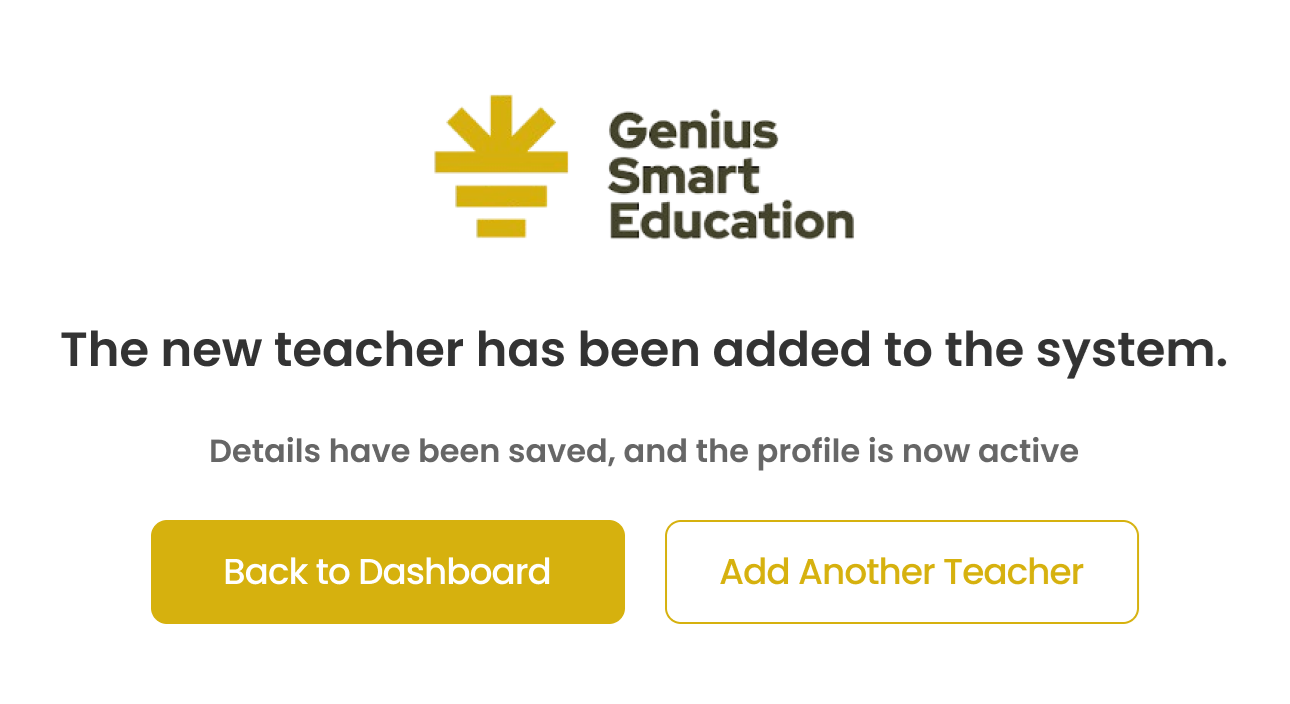 Genius
Smart
Education
The new teacher has been added to the system.
Details have been saved, and the profile is now active
Back to Dashboard
Add Another Teacher